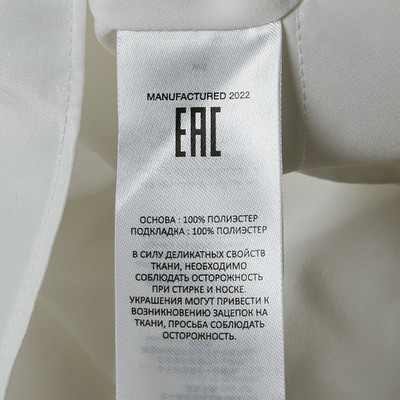 MANUFACTURED 2022
EAC
ОСНОВА : 100% ПОЛИЭСТЕР
ПОДКЛАДКА : 100% ПОЛИЭСТЕР
В СИЛУ ДЕЛИКАТНЫХ СВОЙСТВ
ТКАНИ, НЕОБХОДИМО
СОБЛЮДАТЬ ОСТОРОЖНОСТЬ
ПРИ СТИРКЕ И НОСКЕ.
УКРАШЕНИЯ МОГУТ ПРИВЕСТИ К
ВОЗНИКНОВЕНИЮ ЗАЦЕПОК НА
ТКАНИ, ПРОСЬБА СОБЛЮДАТЬ
ОСТОРОЖНОСТЬ.